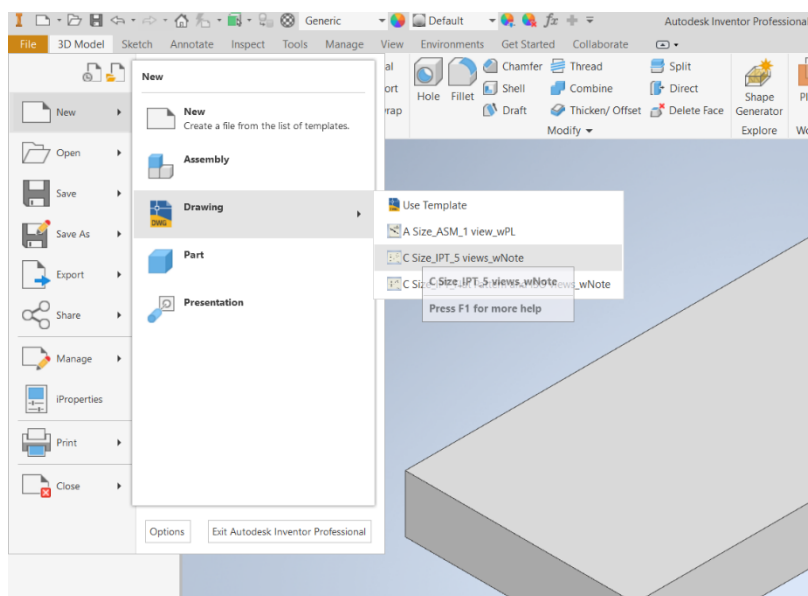 Generic
Default
fx
Autodesk Inventor Professional
File
3D Model
Sketch
Annotate
Inspect
Tools
Manage
View
Environments
Get Started
Collaborate
New
New
Open
Save
Save As
Export
Share
Manage
iProperties
Print
Close
New
Create a file from the list of templates.
Assembly
DWG
Drawing
Part
Presentation
Options
Exit Autodesk Inventor Professional
Use Template
A Size_ASM_1 view_wPL
C Size_IPT_5 views_wNote
C Size_IPT_5 views_wNote
Press F1 for more help
Hole
Fillet
Chamfer
Shell
Draft
Thread
Combine
Thicken/ Offset
Modify
Split
Direct
Delete Face
Shape
Generator
Explore